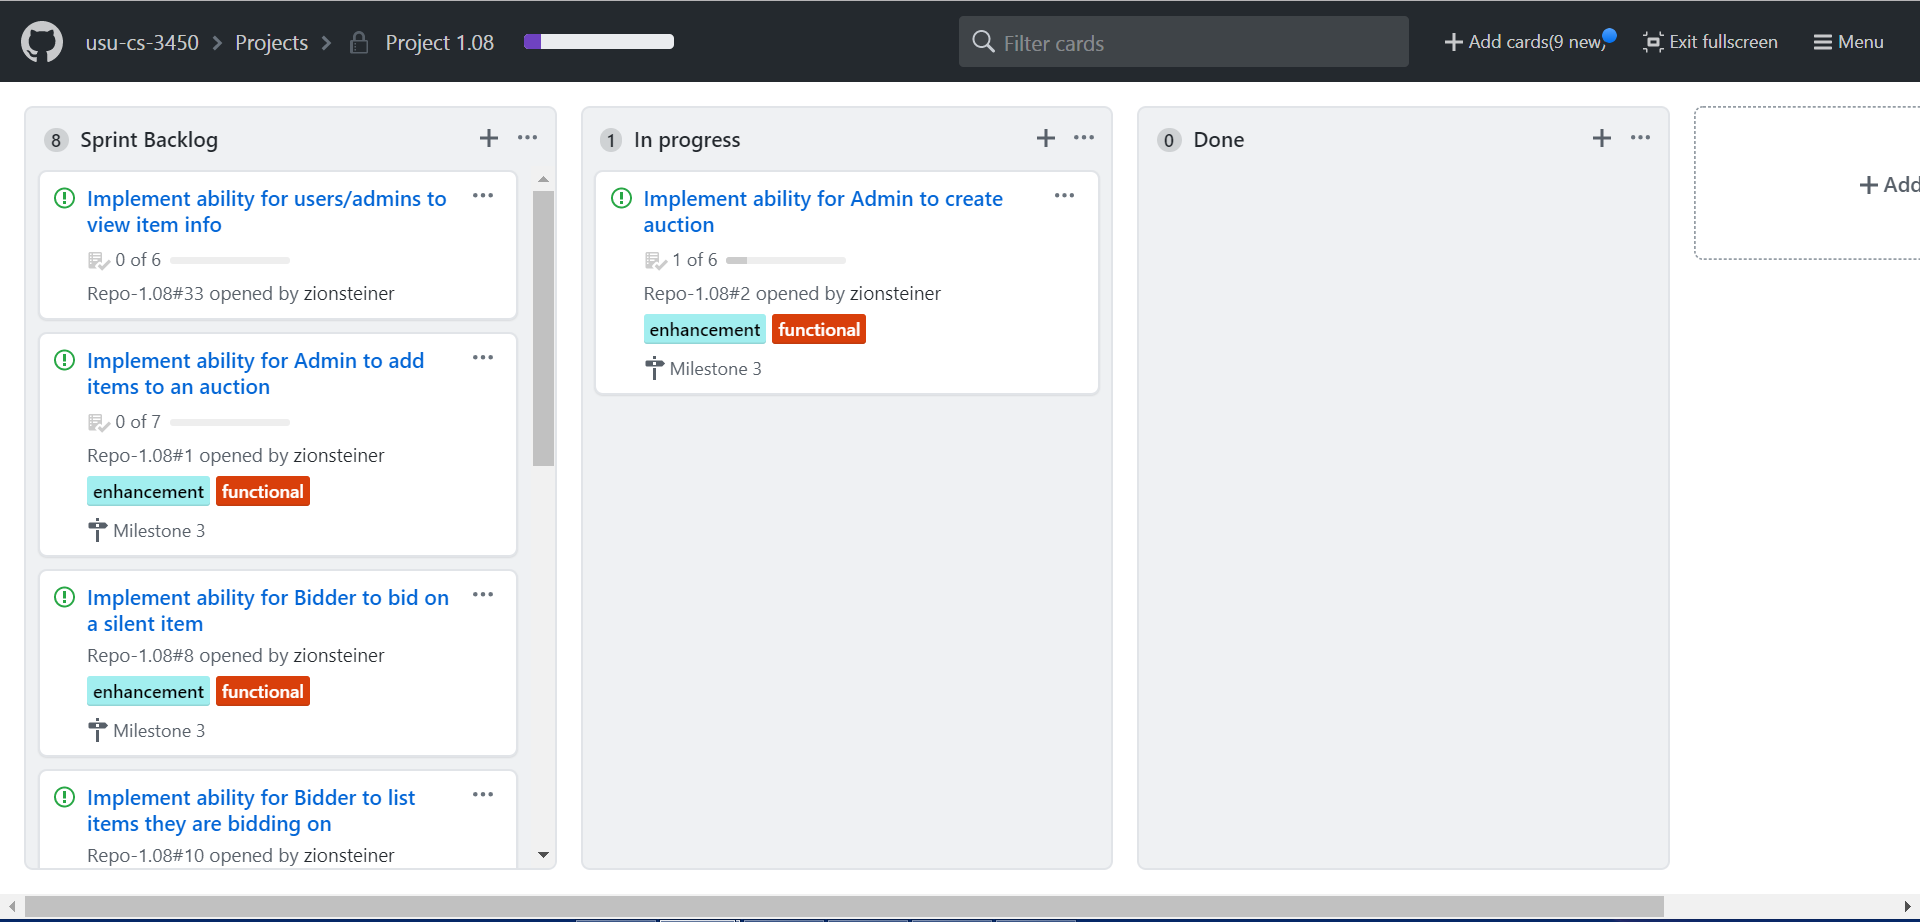 usu-cs-3450 Projects Project 1.08
Filter cards
Add cards(9 new)
Exit fullscreen
Menu
8 Sprint Backlog
Implement ability for users/admins to
view item info
0 of 6
Repo-1.08#33 opened by zionsteiner
Implement ability for Admin to add
items to an auction
0 of 7
Repo-1.08#1 opened by zionsteiner
enhancement functional
Milestone 3
Implement ability for Bidder to bid on
a silent item
Repo-1.08#8 opened by zionsteiner
enhancement functional
Milestone 3
Implement ability for Bidder to list
items they are bidding on
Repo-1.08#10 opened by zionsteiner
1 In progress
Implement ability for Admin to create
auction
1 of 6
Repo-1.08#2 opened by zionsteiner
enhancement functional
Milestone 3
0 Done
Add